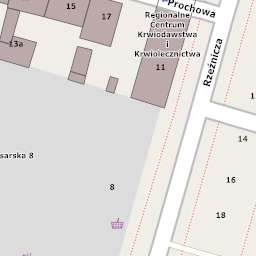 Prochowa
15
17
Regionalne
Centrum
Krwiodawstwa
i
Krwiolecznictwa
13a
11
Rzeźnicza
14
sarska 8
8
16
18